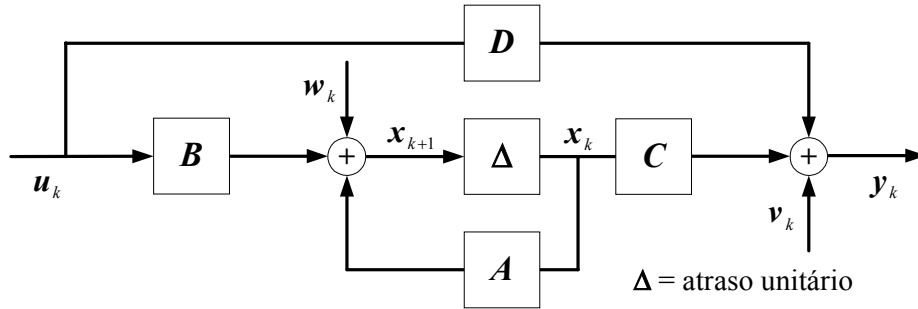 D
w_k
x_{k+1}
x_k
B
+
Δ
C
+
u_k
y_k
v_k
A
Δ = atraso unitário